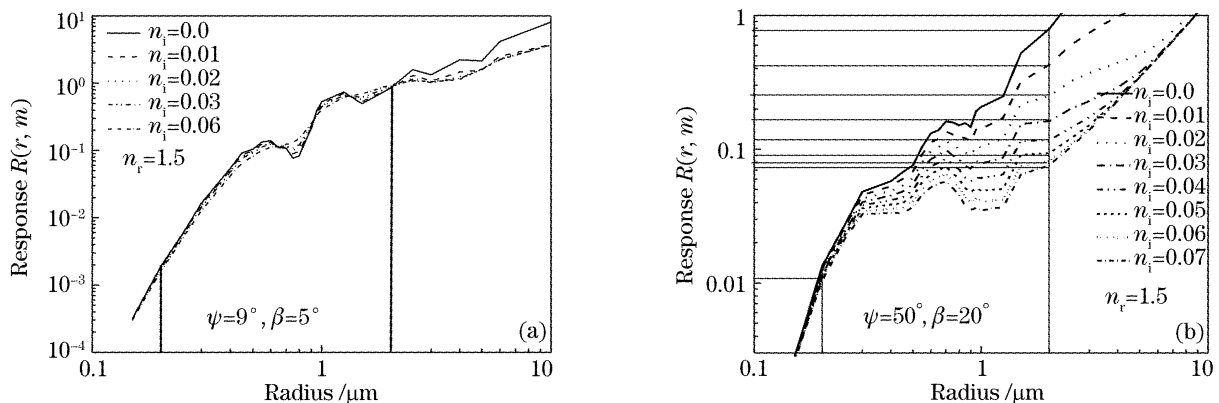 10¹
10⁰
10⁻¹
10⁻²
10⁻³
10⁻⁴
Response R(r, m)
nᵢ=0.0
nᵢ=0.01
nᵢ=0.02
nᵢ=0.03
nᵢ=0.06
nᵣ=1.5
ψ=9°, β=5°
(a)
0.1
1
10
Radius /μm
1
0.1
0.01
Response R(r, m)
nᵢ=0.0
nᵢ=0.01
nᵢ=0.02
nᵢ=0.03
nᵢ=0.04
nᵢ=0.05
nᵢ=0.06
nᵢ=0.07
nᵣ=1.5
ψ=50°, β=20°
(b)
0.1
1
10
Radius /μm